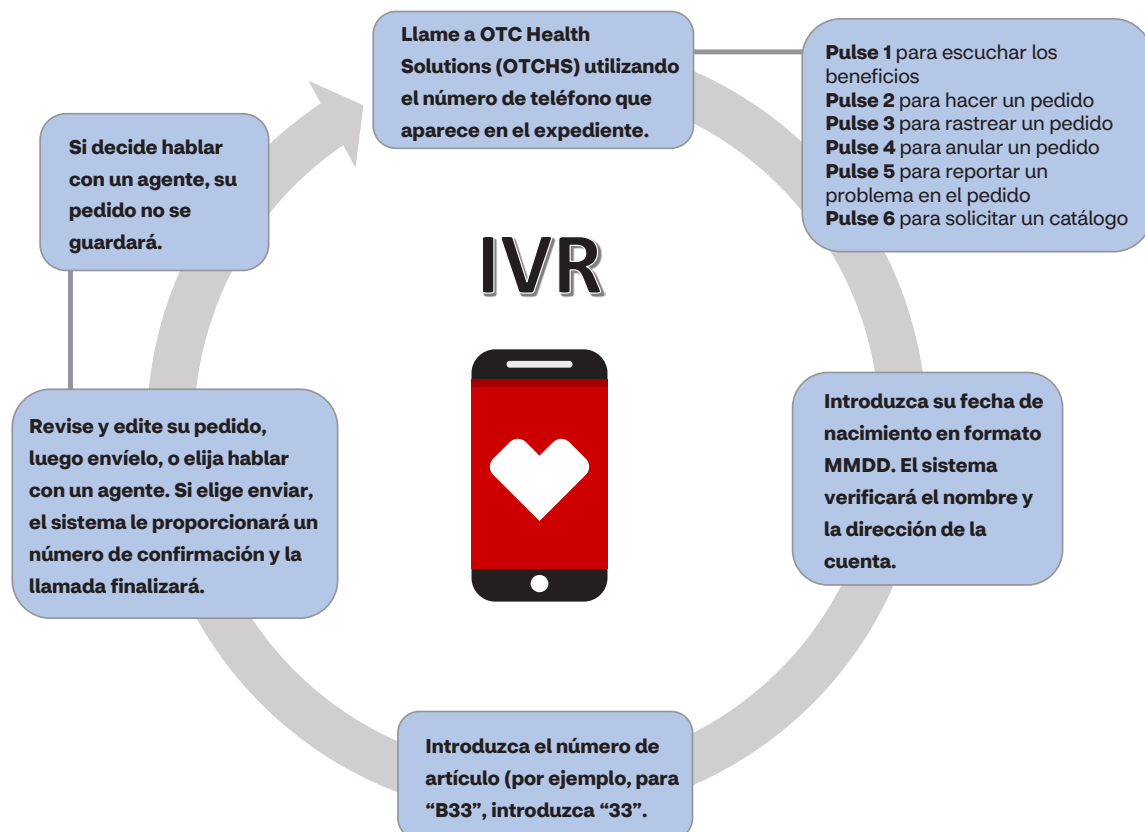 Llame a OTC Health
Solutions (OTCHS) utilizando
el número de teléfono que
aparece en el expediente.
Pulse 1 para escuchar los
beneficios
Pulse 2 para hacer un pedido
Pulse 3 para rastrear un pedido
Pulse 4 para anular un pedido
Pulse 5 para reportar un
problema en el pedido
Pulse 6 para solicitar un catálogo
Introduzca su fecha de
nacimiento en formato
MMDD. El sistema
verificará el nombre y
la dirección de la
cuenta.
Introduzca el número de
artículo (por ejemplo, para
“B33”, introduzca “33”.
Revise y edite su pedido,
luego envíelo, o elija hablar
con un agente. Si elige enviar,
el sistema le proporcionará un
número de confirmación y la
llamada finalizará.
Si decide hablar
con un agente, su
pedido no se
guardará.
IVR